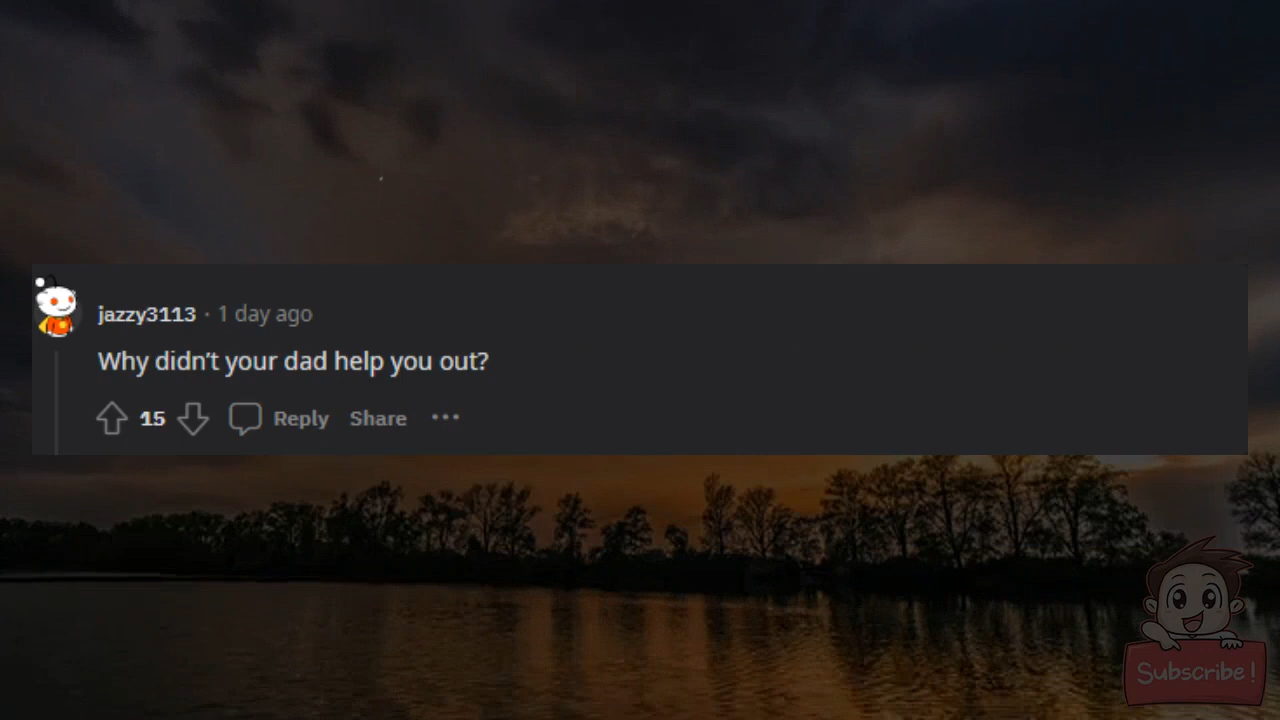 jazzy3113 · 1 day ago
Why didn't your dad help you out?
15 Reply Share ···
Subscribe!